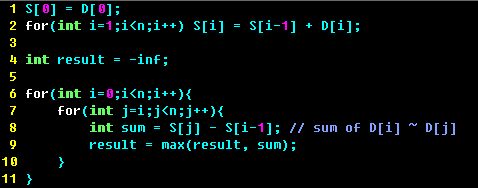 1 S[0] = D[0];
2 for(int i=1;i<n;i++) S[i] = S[i-1] + D[i];
3
4 int result = -inf;
5
6 for(int i=0;i<n;i++){
7     for(int j=i;j<n;j++){
8         int sum = S[j] - S[i-1]; // sum of D[i] ~ D[j]
9         result = max(result, sum);
10     }
11 }